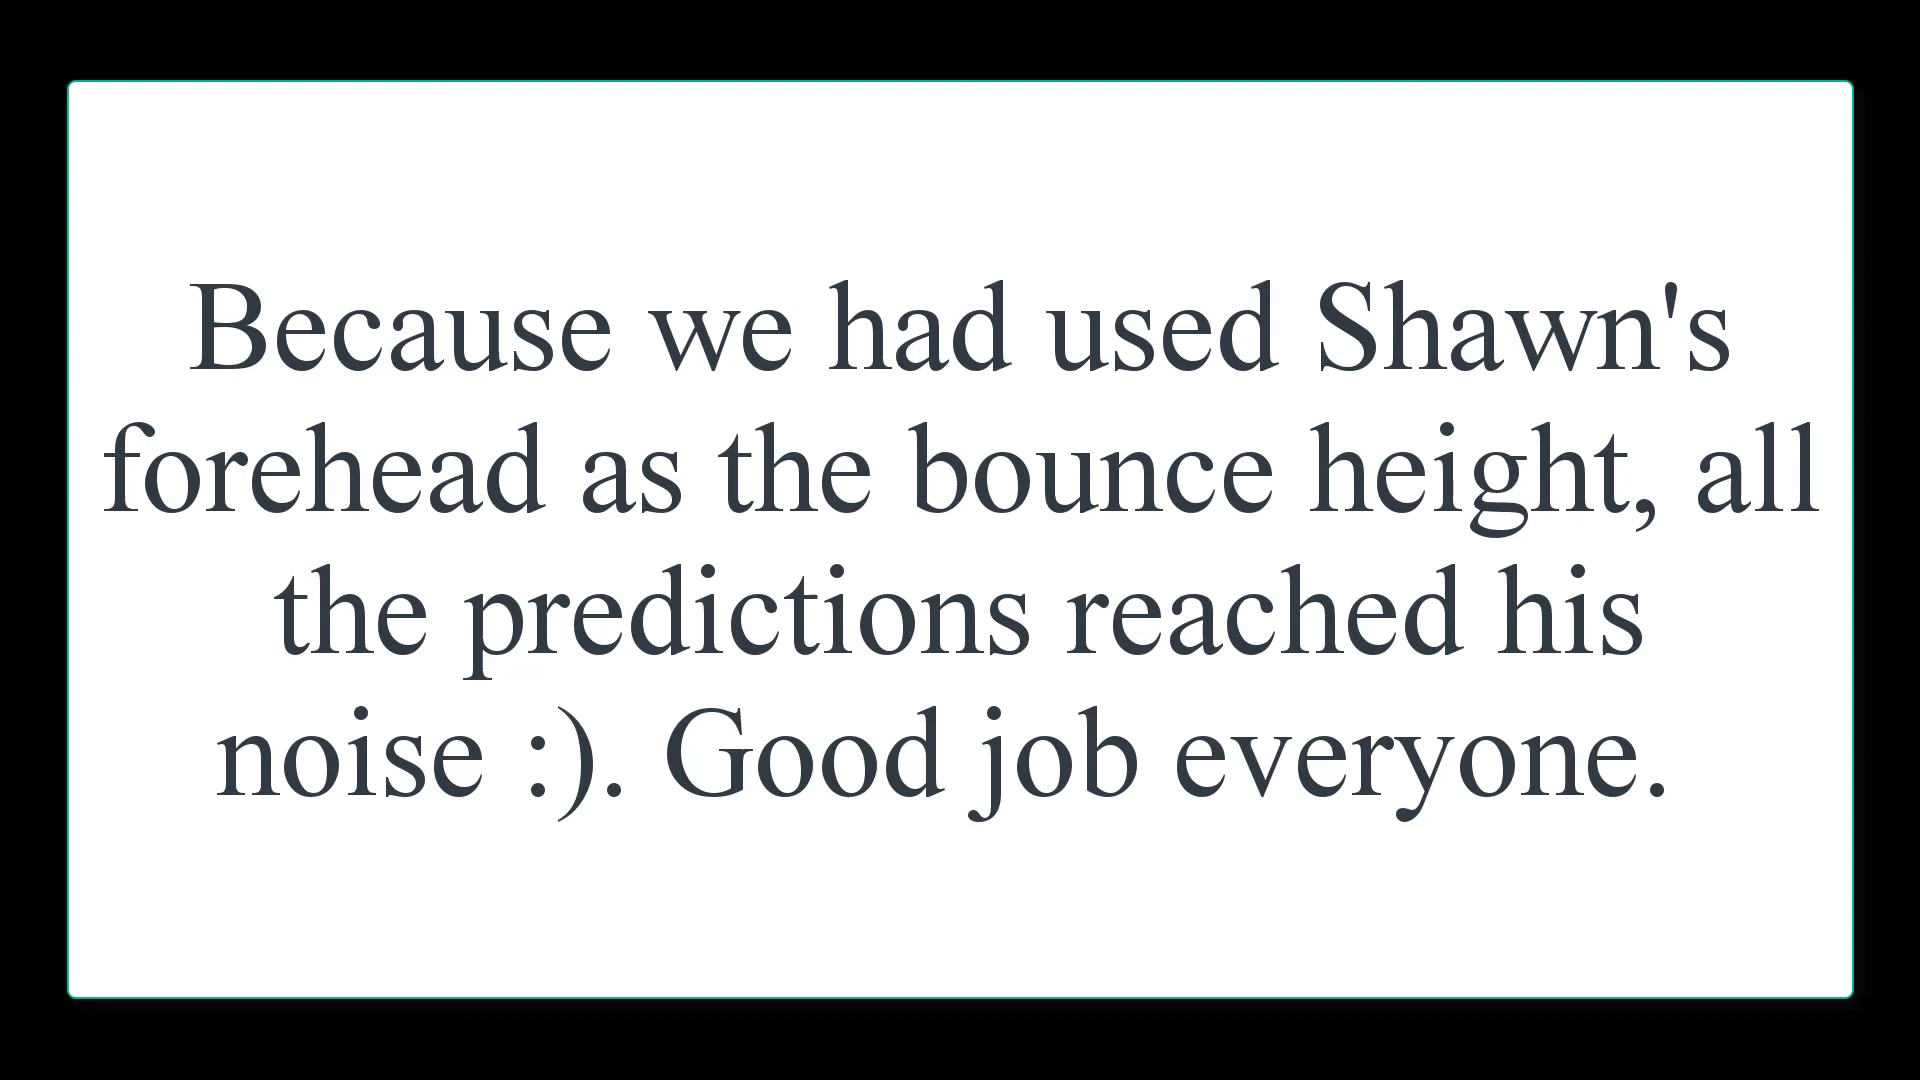 Because we had used Shawn's
forehead as the bounce height, all
the predictions reached his
noise :). Good job everyone.